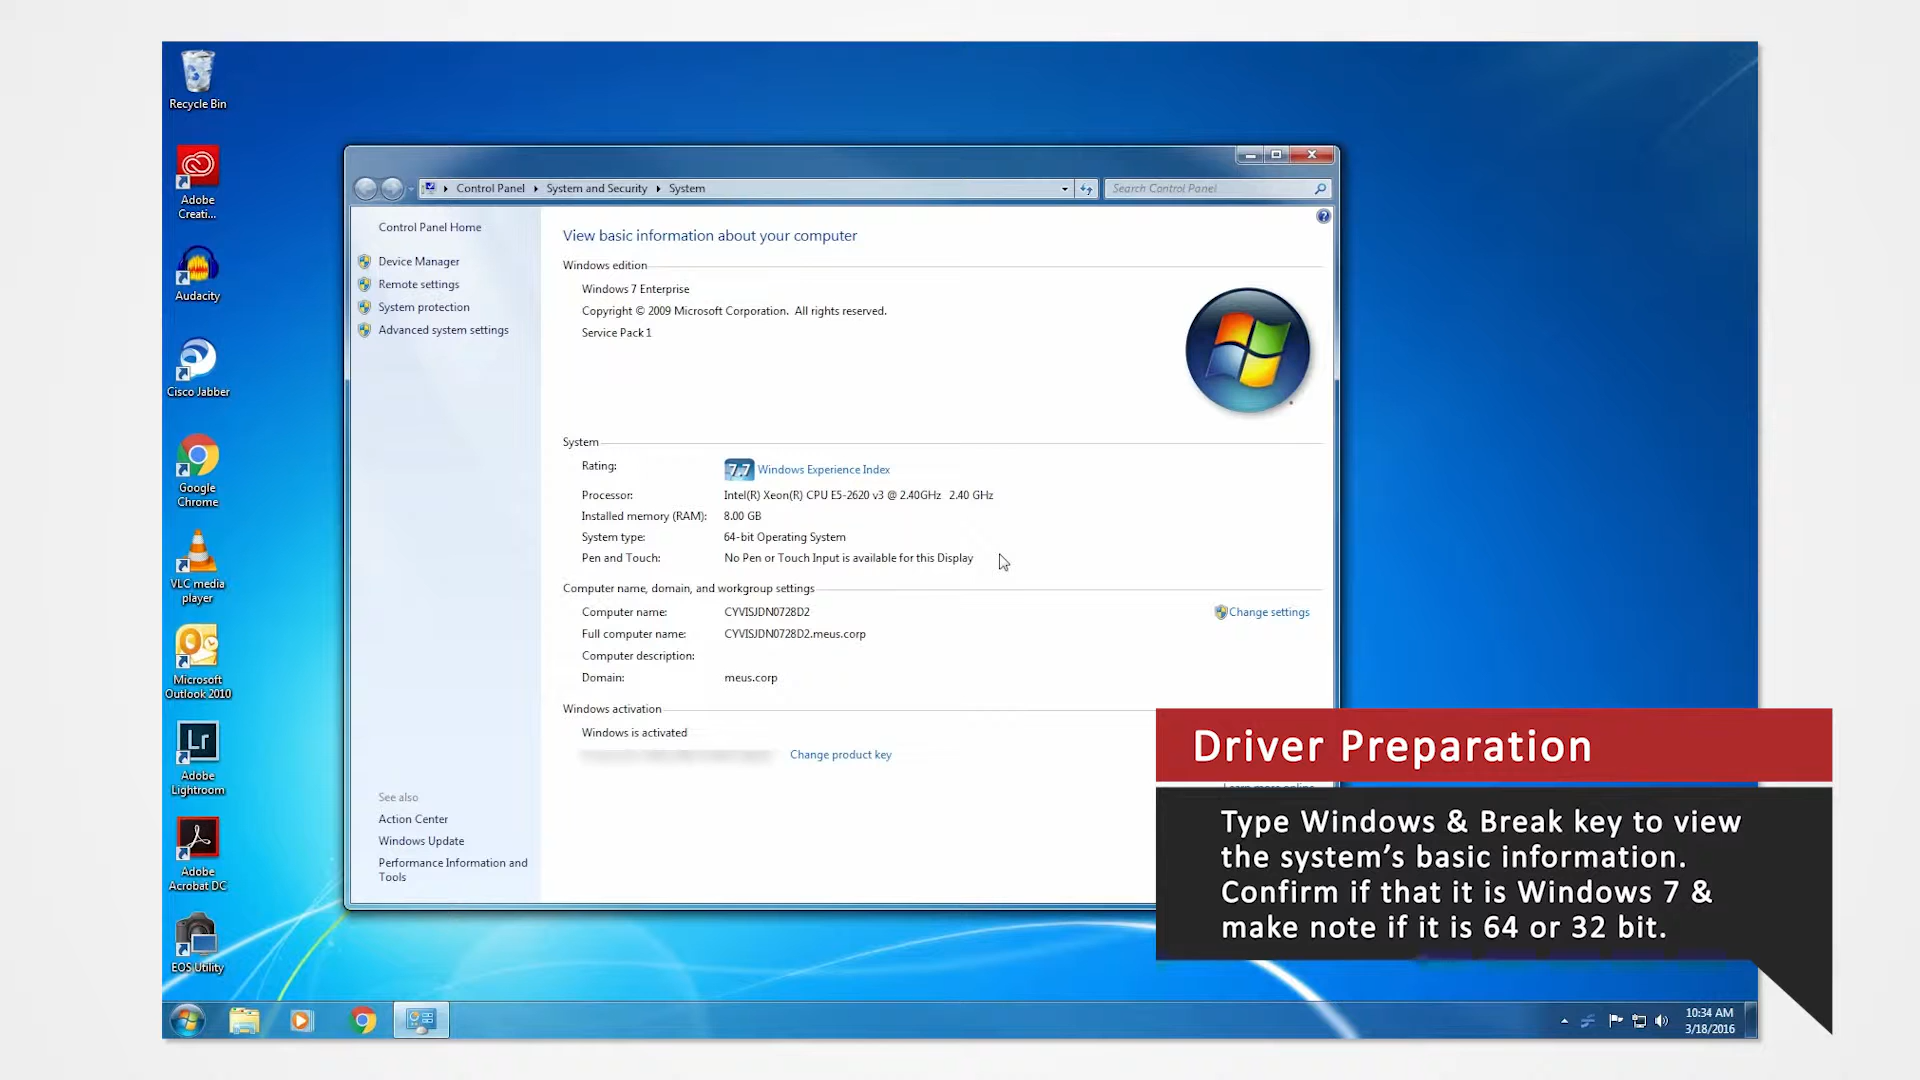 Recycle Bin
Adobe
Creati...
Audacity
Cisco Jabber
Google
Chrome
VLC media
player
Microsoft
Outlook 2010
Lr
Adobe
Lightroom
Adobe
Acrobat DC
EOS Utility
Control Panel
System and Security
System
Search Control Panel
Control Panel Home
Device Manager
Remote settings
System protection
Advanced system settings
See also
Action Center
Windows Update
Performance Information and
Tools
View basic information about your computer
Windows edition
Windows 7 Enterprise
Copyright © 2009 Microsoft Corporation. All rights reserved.
Service Pack 1
System
Rating: 7.7 Windows Experience Index
Processor: Intel(R) Xeon(R) CPU E5-2620 v3 @ 2.40GHz 2.40 GHz
Installed memory (RAM): 8.00 GB
System type: 64-bit Operating System
Pen and Touch: No Pen or Touch Input is available for this Display
Computer name, domain, and workgroup settings
Computer name: CYVISJDN0728D2 Change settings
Full computer name: CYVISJDN0728D2.meus.corp
Computer description:
Domain: meus.corp
Windows activation
Windows is activated
Change product key
Driver Preparation
Type Windows & Break key to view
the system’s basic information.
Confirm if that it is Windows 7 &
make note if it is 64 or 32 bit.
10:34 AM
3/18/2016